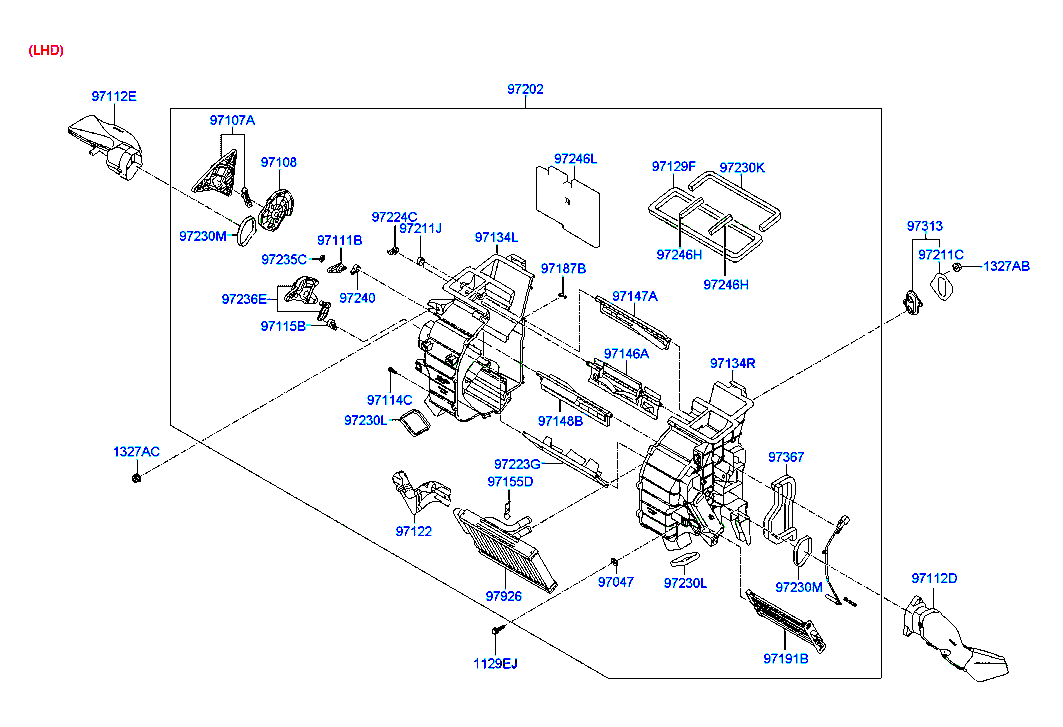 (LHD)
97202
97112E
97107A
97108
97246L
97129F
97230K
97224C
97211J
97313
97230M
97111B
97134L
97235C
97246H
97211C
1327AB
97187B
97246H
97236E
97240
97147A
97115B
97146A
97134R
97114C
97230L
97148B
1327AC
97367
97223G
97155D
97122
97926
97047
97230L
97230M
97112D
1129EJ
97191B